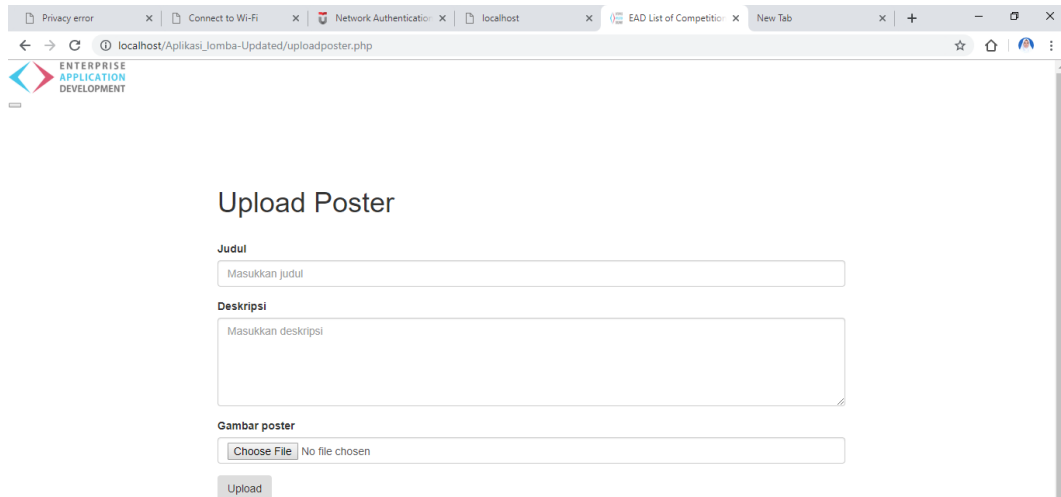 Privacy error
Connect to Wi-Fi
Network Authentication
localhost
EAD List of Competition
New Tab
localhost/Aplikasi_lomba-Updated/uploadposter.php
ENTERPRISE
APPLICATION
DEVELOPMENT
Upload Poster
Judul
Masukkan judul
Deskripsi
Masukkan deskripsi
Gambar poster
Choose File No file chosen
Upload